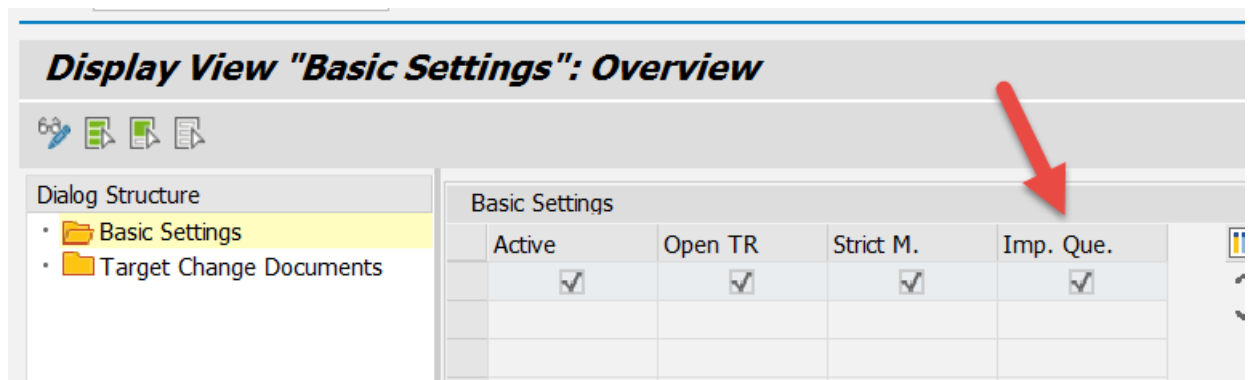 Display View "Basic Settings": Overview
Dialog Structure
Basic Settings
Target Change Documents
Basic Settings
Active Open TR Strict M. Imp. Que.